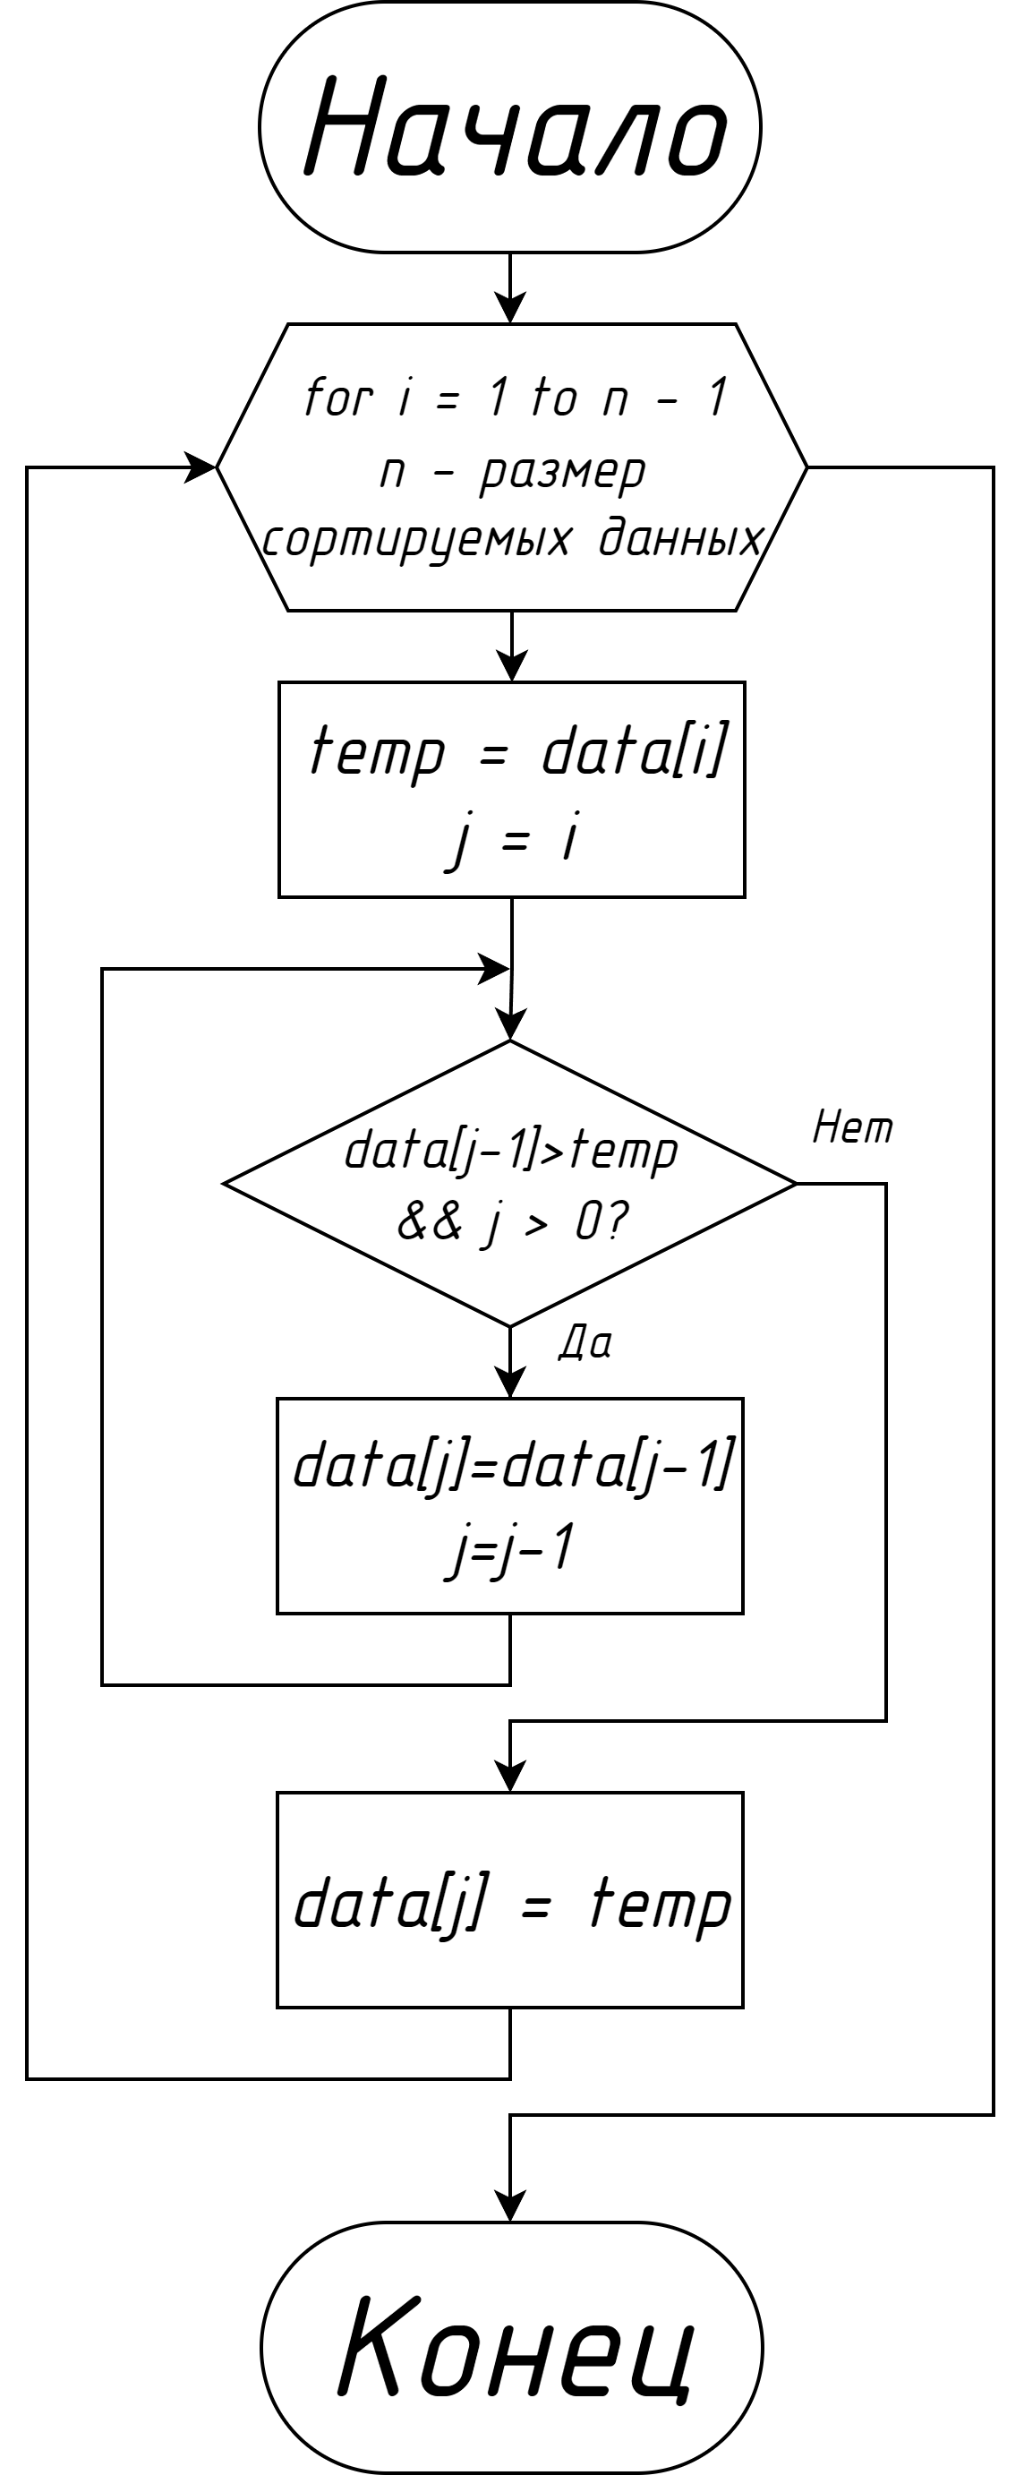 Начало
for i = 1 to n - 1
n - размер
сортируемых данных
temp = data[i]
j = i
data[j-1]>temp
&& j > 0?
Нет
Да
data[j]=data[j-1]
j=j-1
data[j] = temp
Конец